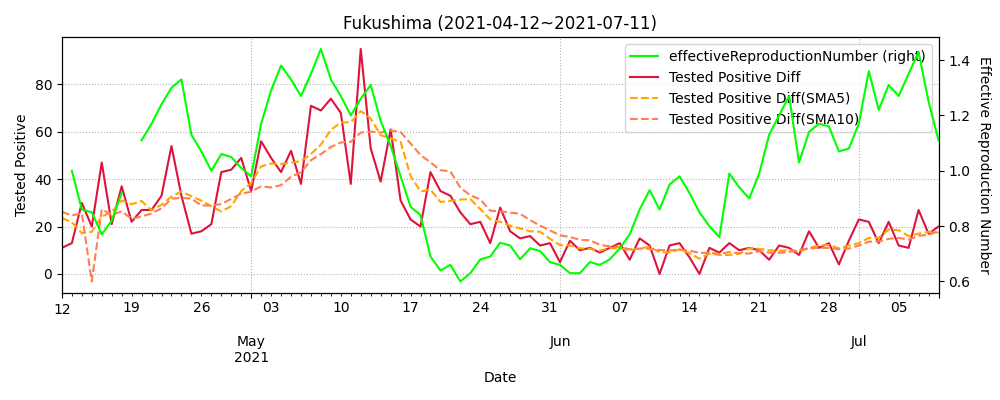 Fukushima (2021-04-12~2021-07-11)
effectiveReproductionNumber (right)
Tested Positive Diff
Tested Positive Diff(SMA5)
Tested Positive Diff(SMA10)
Tested Positive
80
60
40
20
0
1.4
1.2
1.0
0.8
0.6
Effective Reproduction Number
12 19 26 03 10 17 24 31 07 14 21 28 05
May Jun Jul
2021
Date